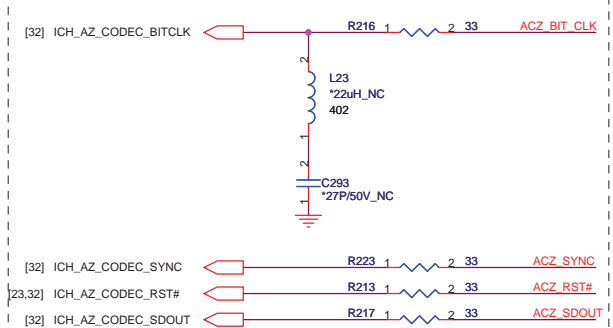 [32] ICH_AZ_CODEC_BITCLK R216 1 2 33 ACZ_BIT_CLK
2
L23
*22uH_NC
402
1
2
C293
*27P/50V_NC
1
[32] ICH_AZ_CODEC_SYNC R223 1 2 33 ACZ_SYNC
[23,32] ICH_AZ_CODEC_RST# R213 1 2 33 ACZ_RST#
[32] ICH_AZ_CODEC_SDOUT R217 1 2 33 ACZ_SDOUT